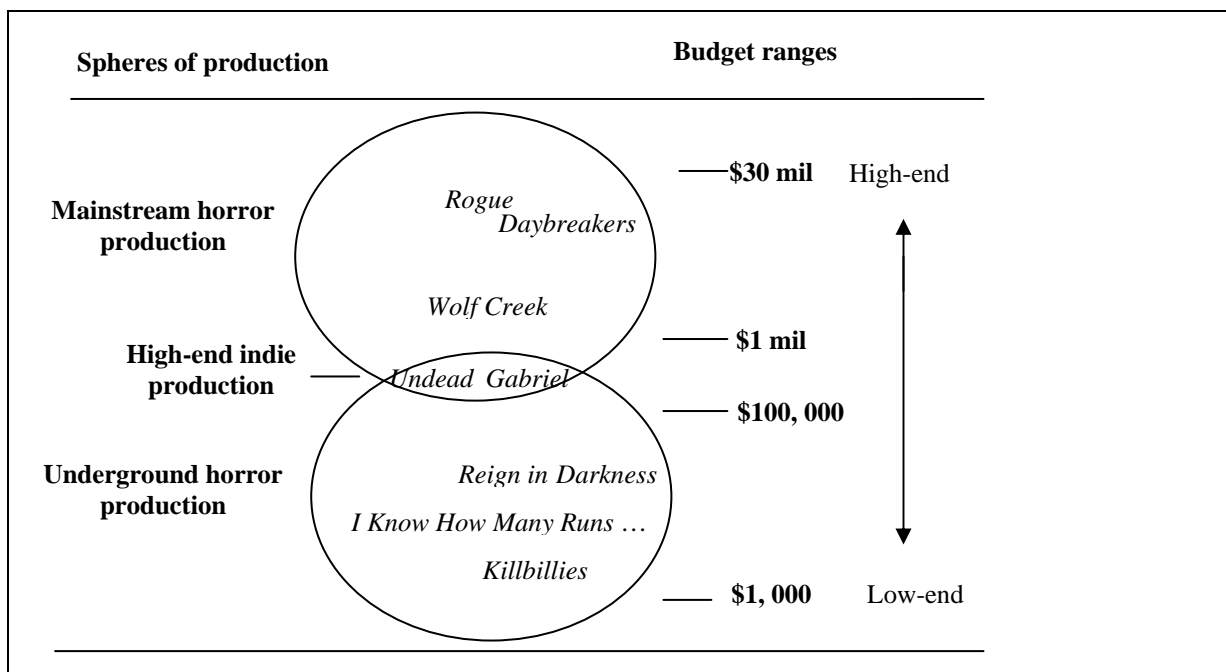 Spheres of production
Budget ranges
$30 mil High-end
Rogue
Daybreakers
Mainstream horror
production
Wolf Creek
$1 mil
High-end indie
production
Undead Gabriel
$100, 000
Underground horror
production
Reign in Darkness
I Know How Many Runs …
Killbillies
$1, 000 Low-end